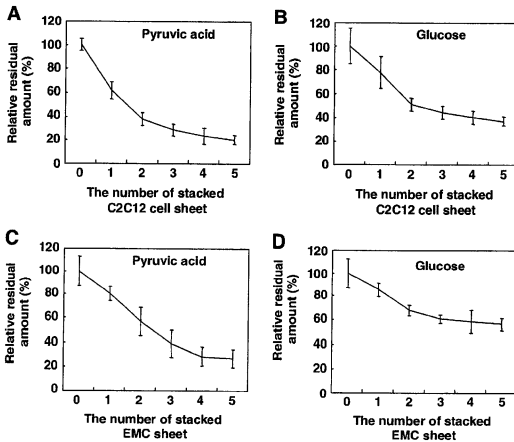 A
Pyruvic acid
Relative residual
amount (%)
120
100
80
60
40
20
0
0 1 2 3 4 5
The number of stacked
C2C12 cell sheet
B
Glucose
Relative residual
amount (%)
120
100
80
60
40
20
0
0 1 2 3 4 5
The number of stacked
C2C12 cell sheet
C
Pyruvic acid
Relative residual
amount (%)
120
100
80
60
40
20
0
0 1 2 3 4 5
The number of stacked
EMC sheet
D
Glucose
Relative residual
amount (%)
120
100
80
60
40
20
0
0 1 2 3 4 5
The number of stacked
EMC sheet